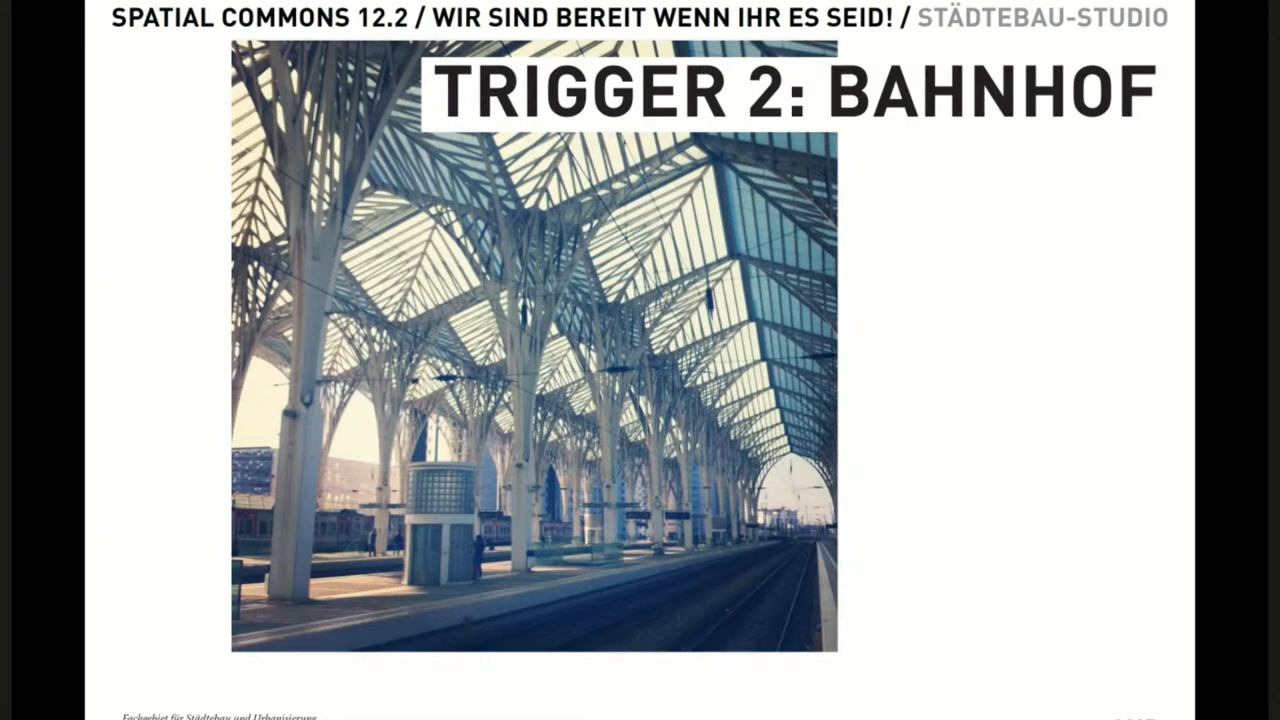 SPATIAL COMMONS 12.2 / WIR SIND BEREIT WENN IHR ES SEID! / STÄDTEBAU-STUDIO
TRIGGER 2: BAHNHOF
Fachgebiet für Städtebau und Urbanisierung